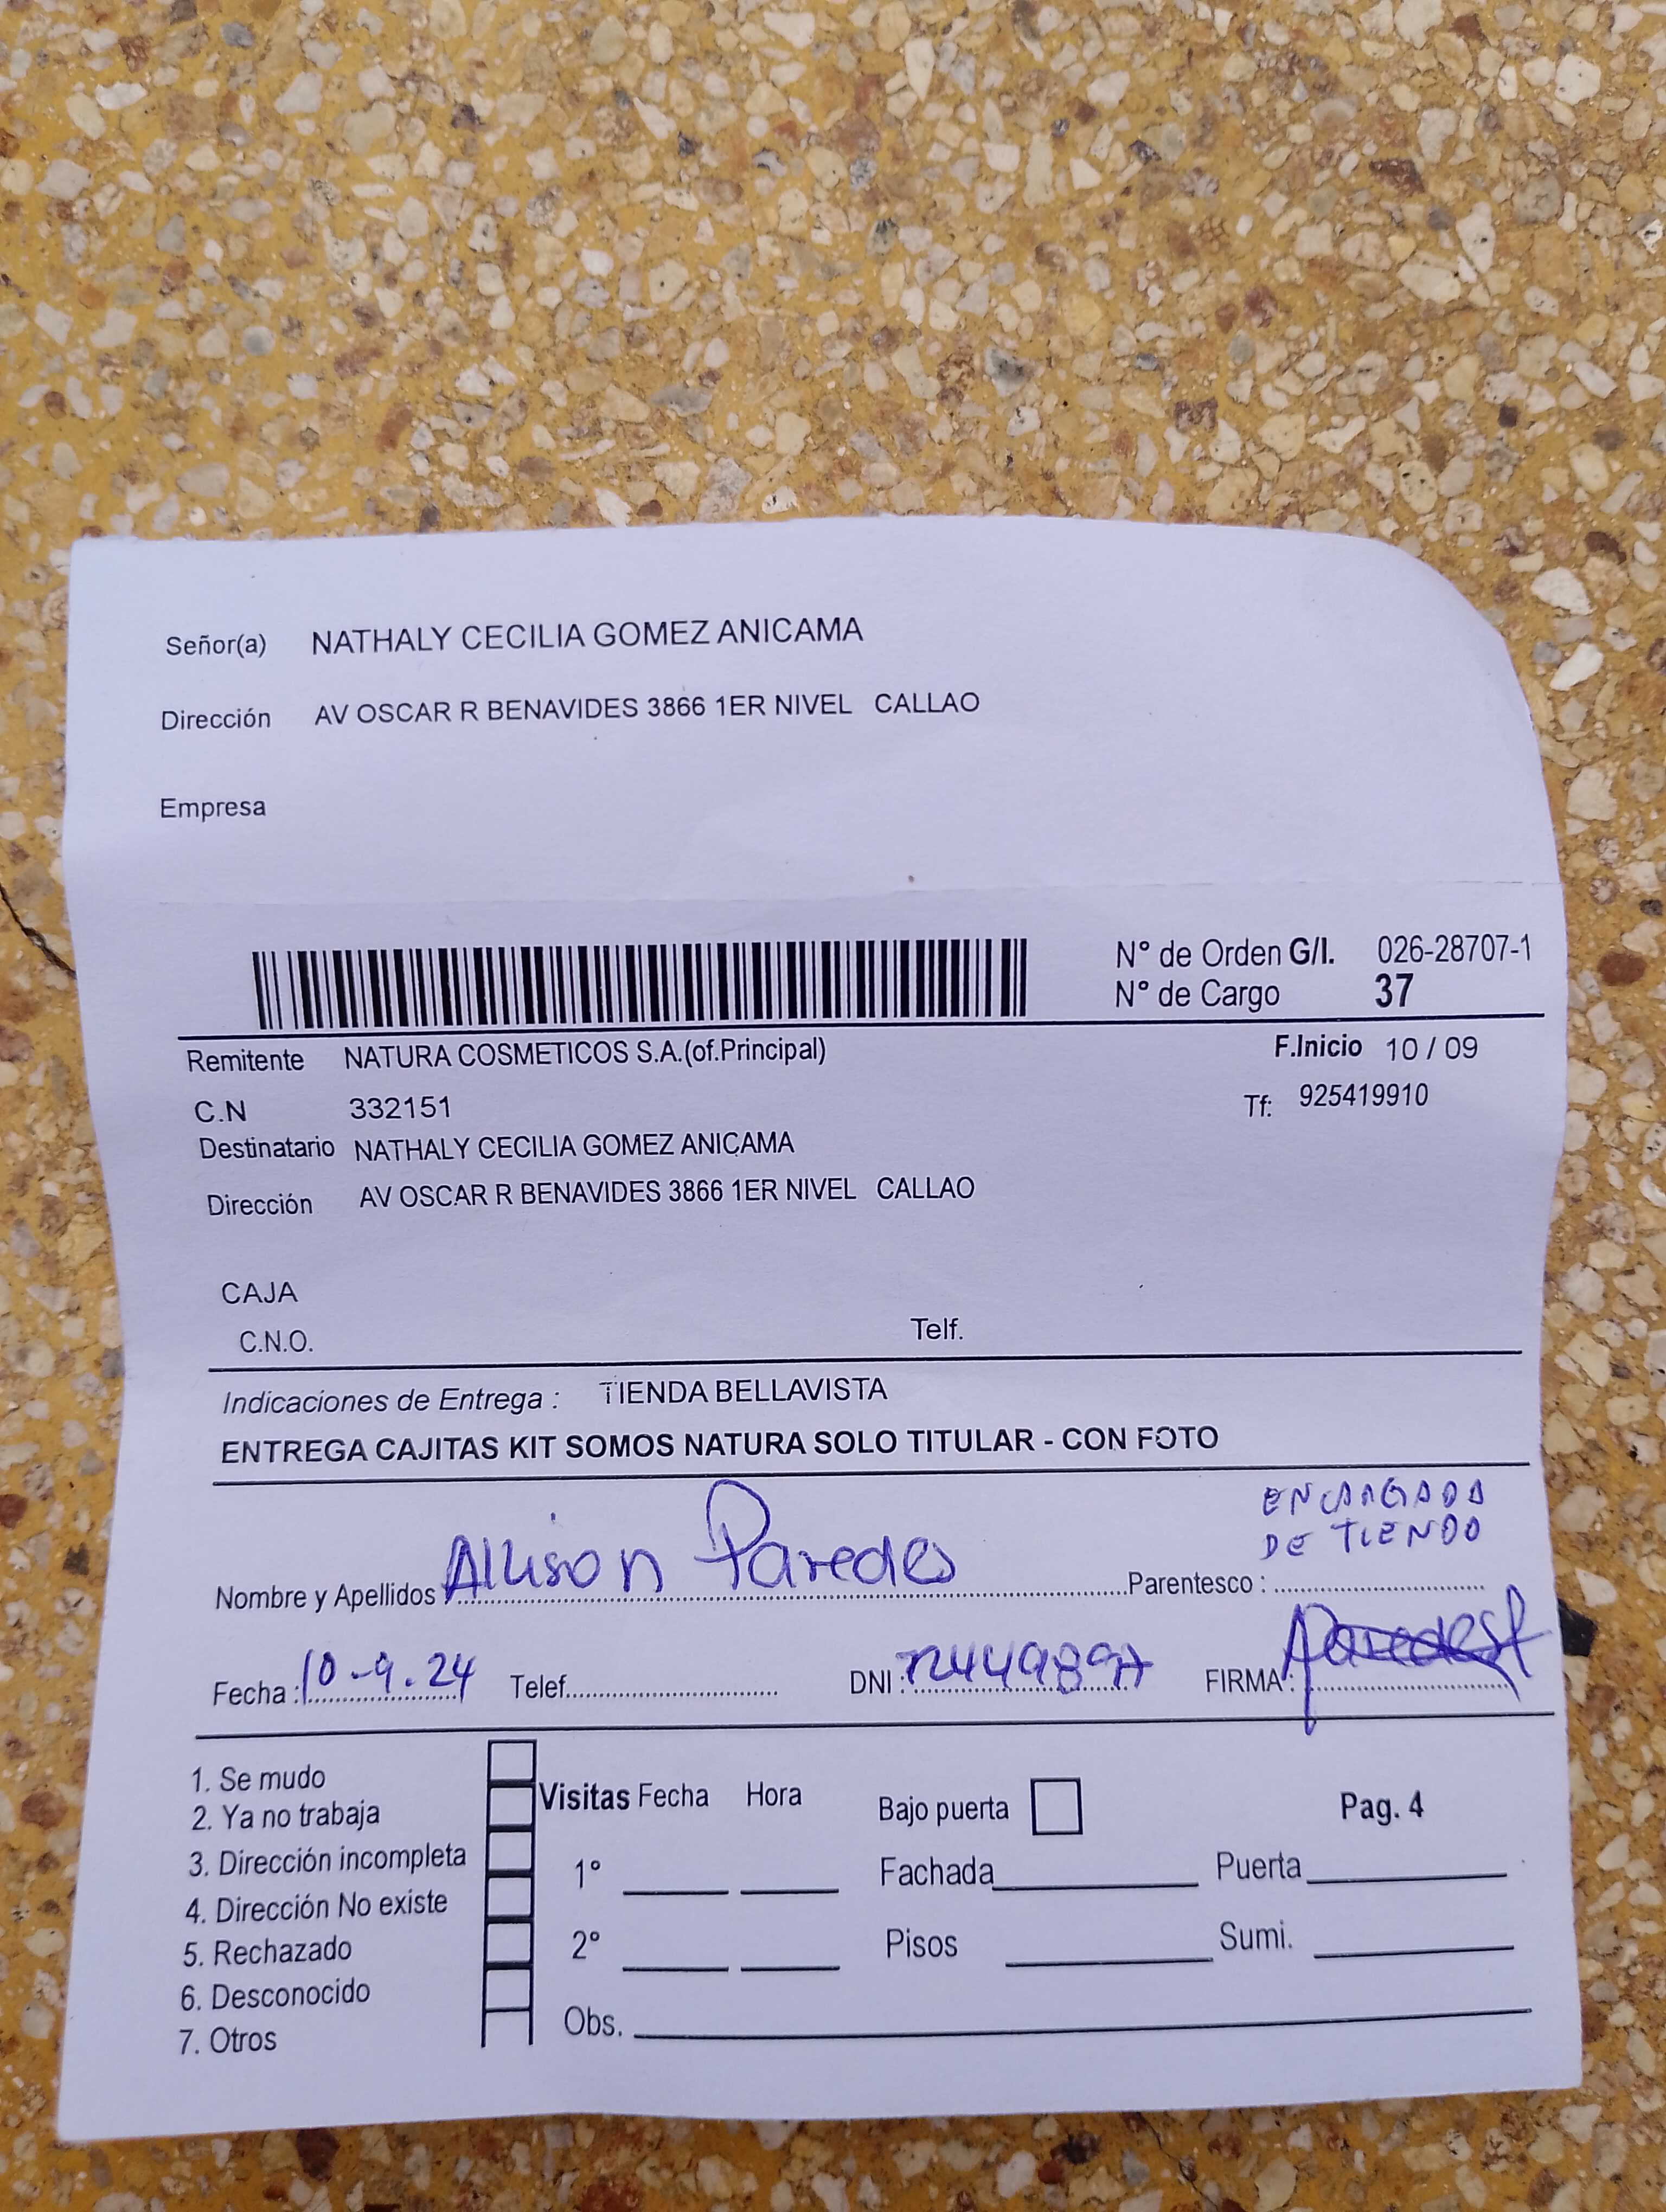 Señor(a) NATHALY CECILIA GOMEZ ANICAMA
Dirección AV OSCAR R BENAVIDES 3866 1ER NIVEL CALLAO
Empresa
N° de Orden G/I. 026-28707-1
N° de Cargo 37
Remitente NATURA COSMETICOS S.A.(of.Principal) F.Inicio 10 / 09
C.N 332151 Tf: 925419910
Destinatario NATHALY CECILIA GOMEZ ANICAMA
Dirección AV OSCAR R BENAVIDES 3866 1ER NIVEL CALLAO
CAJA
C.N.O. Telf.
Indicaciones de Entrega : TIENDA BELLAVISTA
ENTREGA CAJITAS KIT SOMOS NATURA SOLO TITULAR - CON FOTO
ENCARGADA
DE TIENDO
Nombre y Apellidos Allison Paredes Parentesco :
Fecha : 10-9.24 Telef. DNI : FIRMA :
1. Se mudo
2. Ya no trabaja
3. Dirección incompleta
4. Dirección No existe
5. Rechazado
6. Desconocido
7. Otros
Visitas Fecha Hora
1°
2°
Obs.
Bajo puerta Pag. 4
Fachada Puerta
Pisos Sumi.